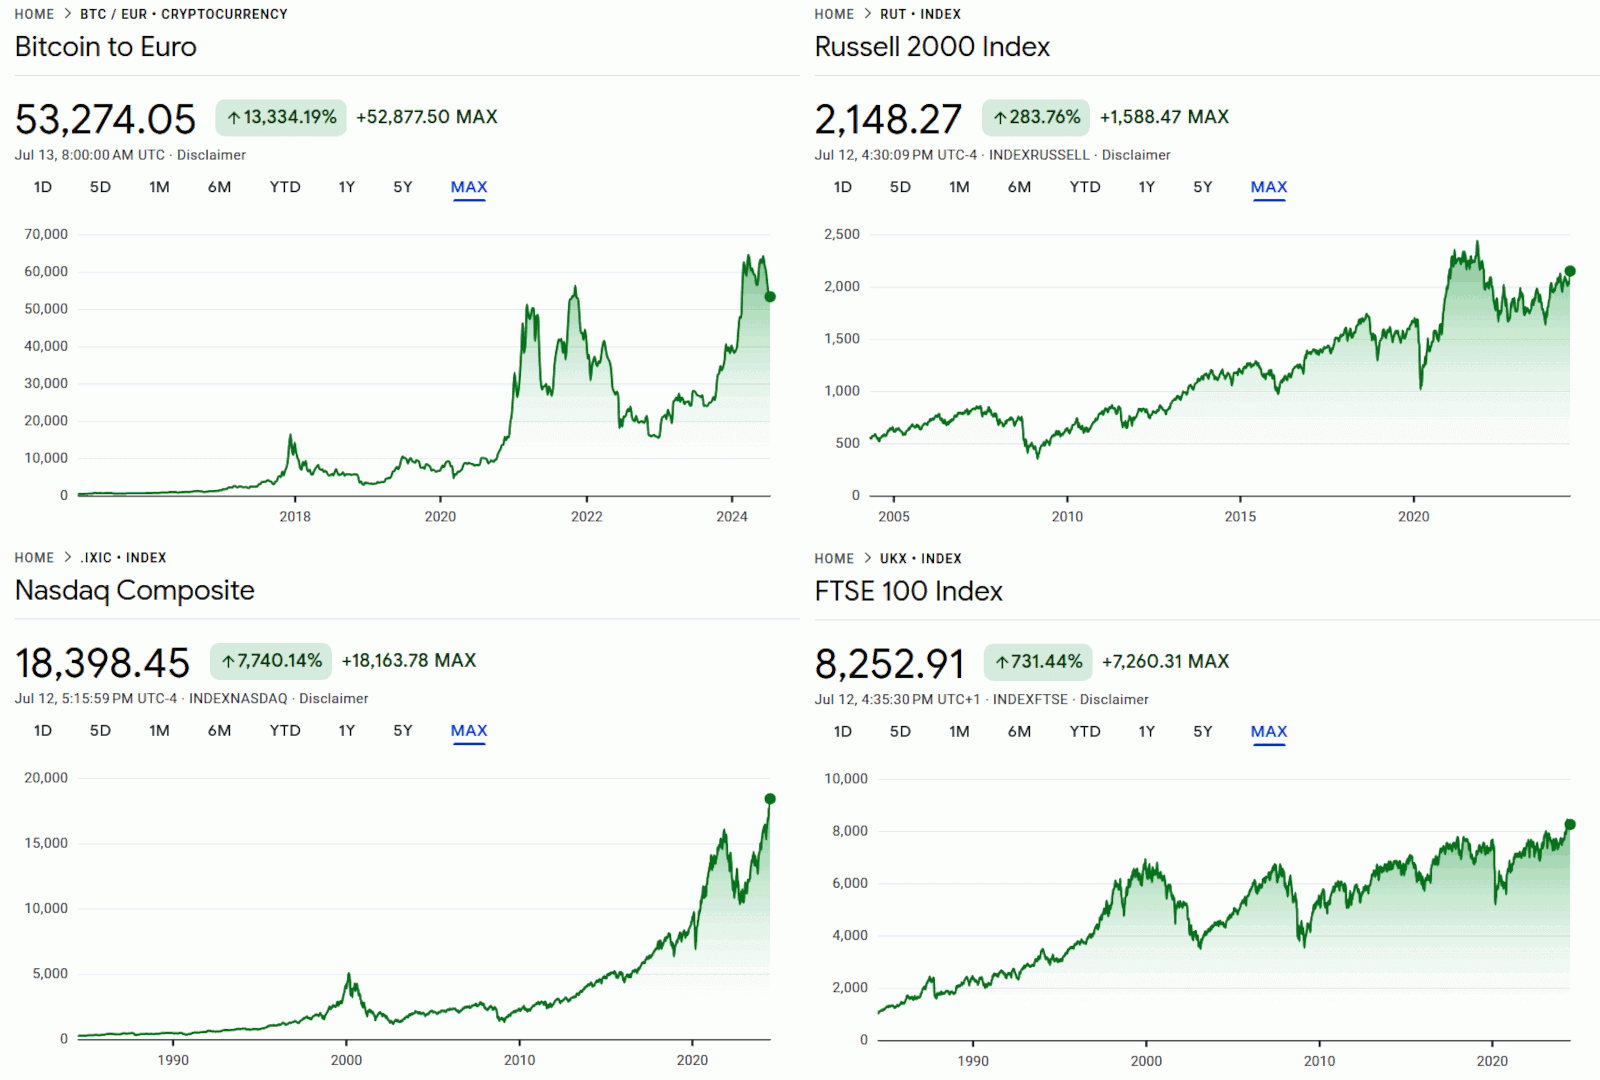 HOME > BTC / EUR • CRYPTOCURRENCY
Bitcoin to Euro
53,274.05 ↑13,334.19% +52,877.50 MAX
Jul 13, 8:00:00 AM UTC · Disclaimer
1D 5D 1M 6M YTD 1Y 5Y MAX
70,000
60,000
50,000
40,000
30,000
20,000
10,000
0
2018 2020 2022 2024
HOME > RUT • INDEX
Russell 2000 Index
2,148.27 ↑283.76% +1,588.47 MAX
Jul 12, 4:30:09 PM UTC-4 · INDEXRUSSELL · Disclaimer
1D 5D 1M 6M YTD 1Y 5Y MAX
2,500
2,000
1,500
1,000
500
0
2005 2010 2015 2020
HOME > .IXIC • INDEX
Nasdaq Composite
18,398.45 ↑7,740.14% +18,163.78 MAX
Jul 12, 5:15:59 PM UTC-4 · INDEXNASDAQ · Disclaimer
1D 5D 1M 6M YTD 1Y 5Y MAX
20,000
15,000
10,000
5,000
0
1990 2000 2010 2020
HOME > UKX • INDEX
FTSE 100 Index
8,252.91 ↑731.44% +7,260.31 MAX
Jul 12, 4:35:30 PM UTC+1 · INDEXFTSE · Disclaimer
1D 5D 1M 6M YTD 1Y 5Y MAX
10,000
8,000
6,000
4,000
2,000
0
1990 2000 2010 2020